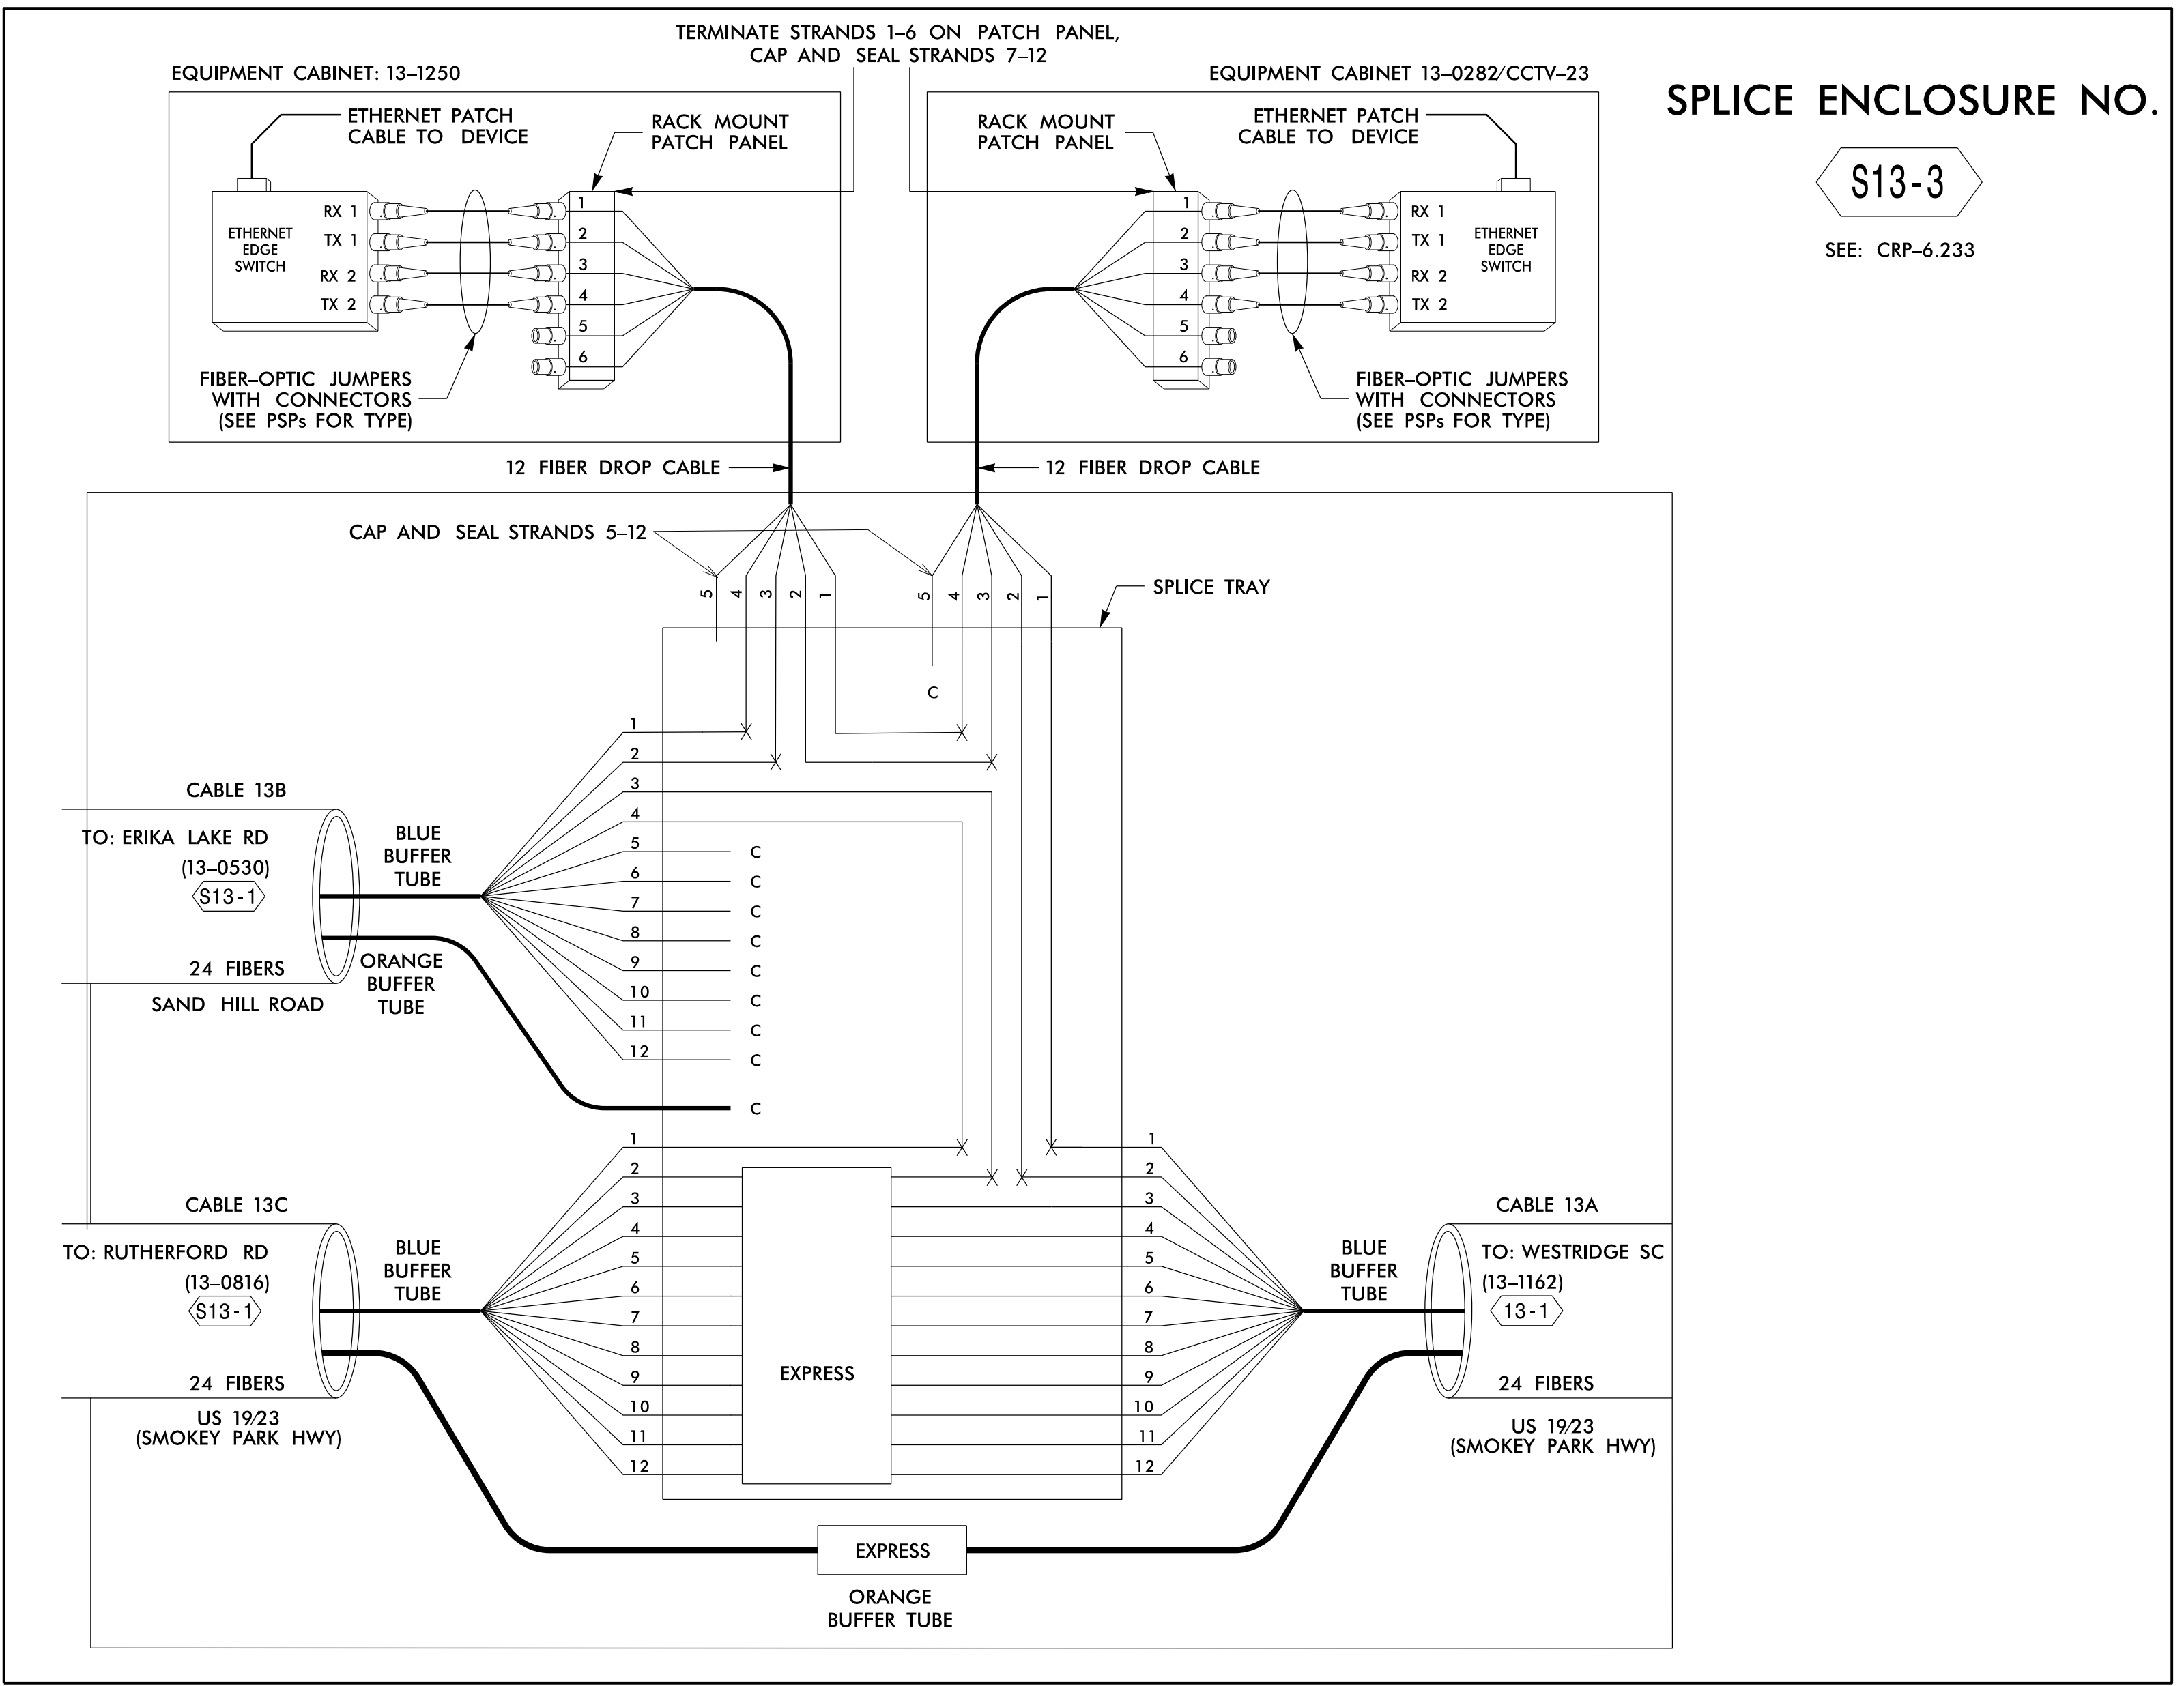 TERMINATE STRANDS 1–6 ON PATCH PANEL,
CAP AND SEAL STRANDS 7–12
EQUIPMENT CABINET: 13–1250
EQUIPMENT CABINET 13–0282/CCTV–23
SPLICE ENCLOSURE NO.
S13-3
SEE: CRP–6.233
ETHERNET PATCH
CABLE TO DEVICE
RACK MOUNT
PATCH PANEL
ETHERNET
EDGE
SWITCH
RX 1
TX 1
RX 2
TX 2
1
2
3
4
5
6
FIBER–OPTIC JUMPERS
WITH CONNECTORS
(SEE PSPs FOR TYPE)
RACK MOUNT
PATCH PANEL
ETHERNET PATCH
CABLE TO DEVICE
1
2
3
4
5
6
RX 1
TX 1
RX 2
TX 2
ETHERNET
EDGE
SWITCH
FIBER–OPTIC JUMPERS
WITH CONNECTORS
(SEE PSPs FOR TYPE)
12 FIBER DROP CABLE
12 FIBER DROP CABLE
CAP AND SEAL STRANDS 5–12
SPLICE TRAY
5 4 3 2 1
5 4 3 2 1
C
CABLE 13B
TO: ERIKA LAKE RD
(13–0530)
S13-1
24 FIBERS
SAND HILL ROAD
BLUE
BUFFER
TUBE
ORANGE
BUFFER
TUBE
1
2
3
4
5 C
6 C
7 C
8 C
9 C
10 C
11 C
12 C
C
CABLE 13C
TO: RUTHERFORD RD
(13–0816)
S13-1
24 FIBERS
US 19/23
(SMOKEY PARK HWY)
BLUE
BUFFER
TUBE
1
2
3
4
5
6
7
8
9
10
11
12
EXPRESS
1
2
3
4
5
6
7
8
9
10
11
12
BLUE
BUFFER
TUBE
CABLE 13A
TO: WESTRIDGE SC
(13–1162)
13-1
24 FIBERS
US 19/23
(SMOKEY PARK HWY)
EXPRESS
ORANGE
BUFFER TUBE